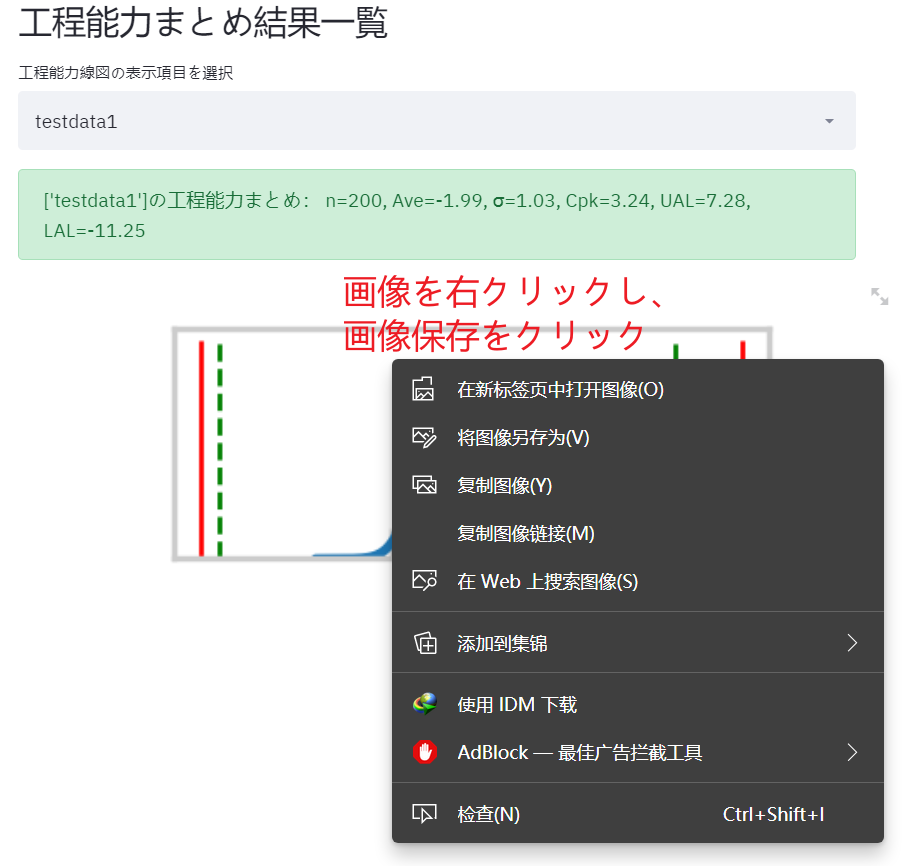 工程能力まとめ結果一覧
工程能力線図の表示項目を選択
testdata1
['testdata1']の工程能力まとめ： n=200, Ave=-1.99, σ=1.03, Cpk=3.24, UAL=7.28,
LAL=-11.25
画像を右クリックし、
画像保存をクリック
在新标签页中打开图像(O)
将图像另存为(V)
复制图像(Y)
复制图像链接(M)
在 Web 上搜索图像(S)
添加到集锦
使用 IDM 下载
AdBlock — 最佳广告拦截工具
检查(N) Ctrl+Shift+I